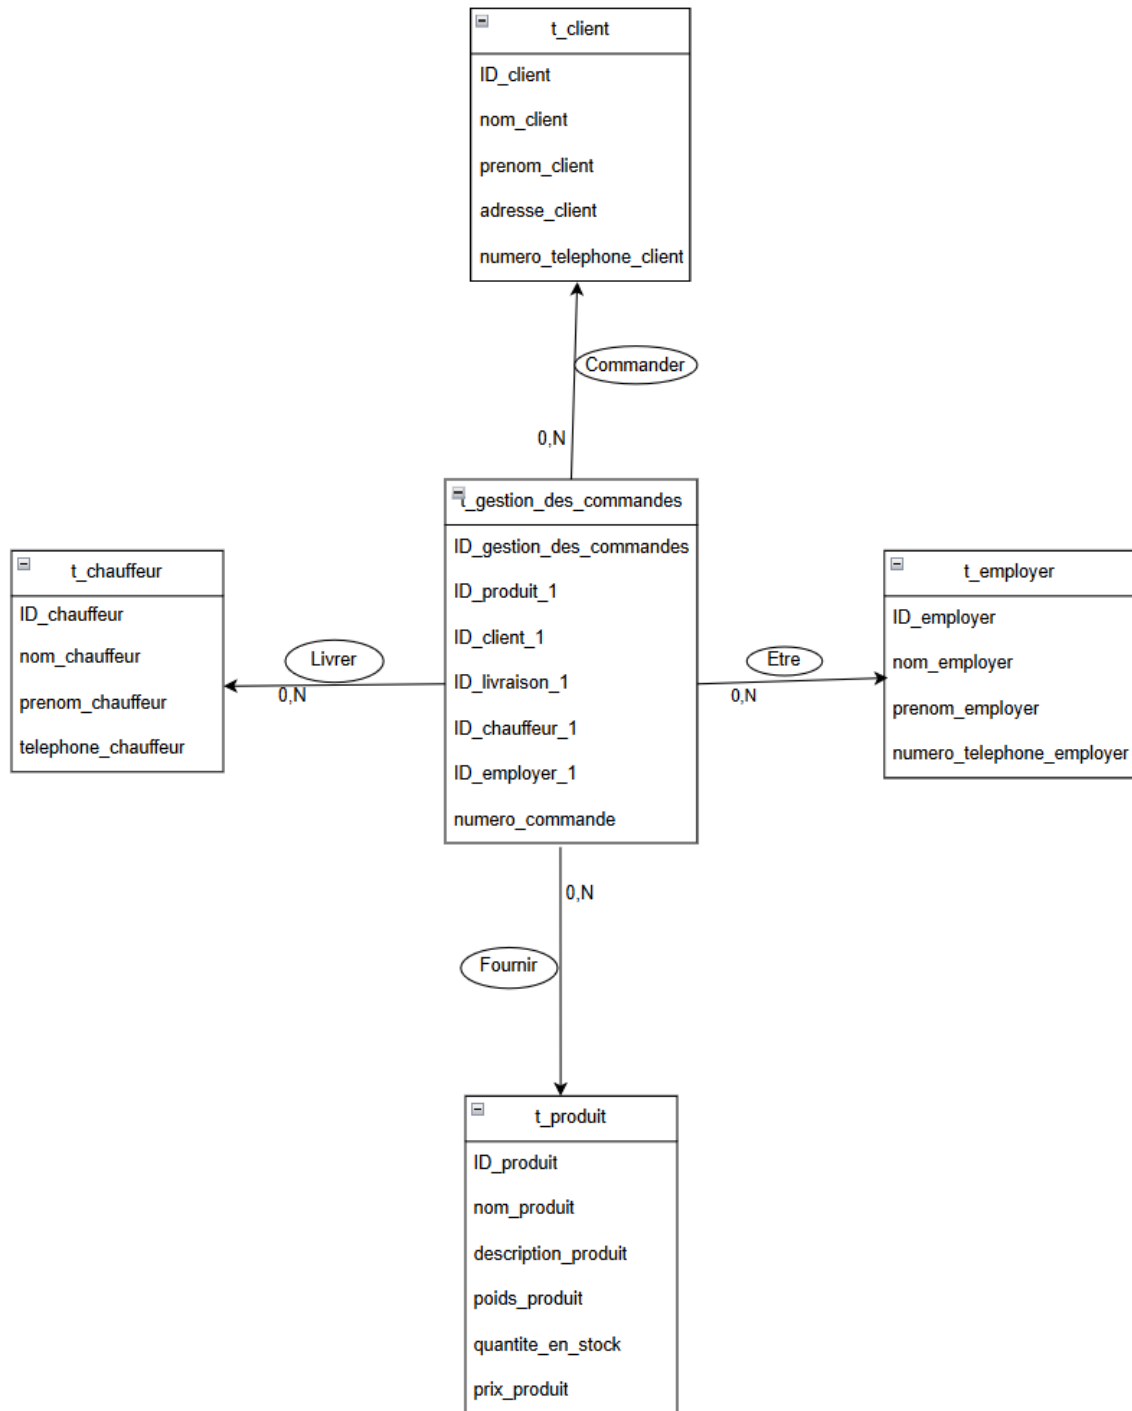 t_client
ID_client
nom_client
prenom_client
adresse_client
numero_telephone_client
Commander
0,N
t_gestion_des_commandes
ID_gestion_des_commandes
ID_produit_1
ID_client_1
ID_livraison_1
ID_chauffeur_1
ID_employer_1
numero_commande
t_chauffeur
ID_chauffeur
nom_chauffeur
prenom_chauffeur
telephone_chauffeur
Livrer
0,N
Etre
0,N
t_employer
ID_employer
nom_employer
prenom_employer
numero_telephone_employer
0,N
Fournir
t_produit
ID_produit
nom_produit
description_produit
poids_produit
quantite_en_stock
prix_produit